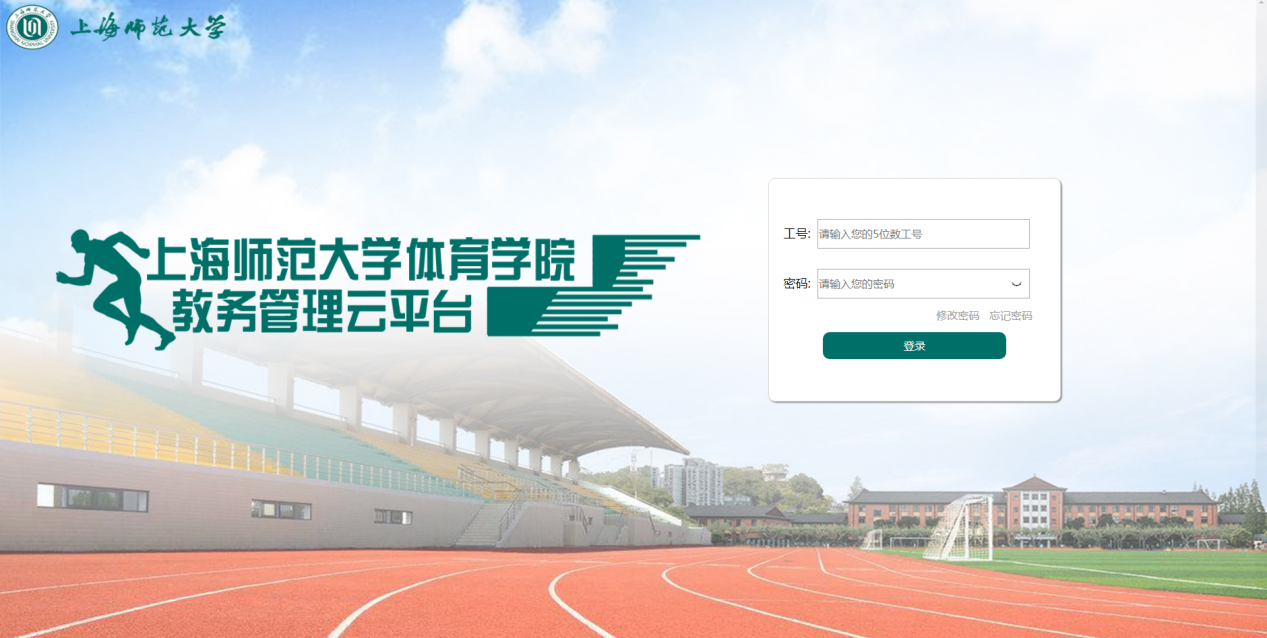 上海师范大学
上海师范大学体育学院
教务管理云平台
工号: 请输入您的5位数工号
密码: 请输入您的密码
修改密码 忘记密码
登录